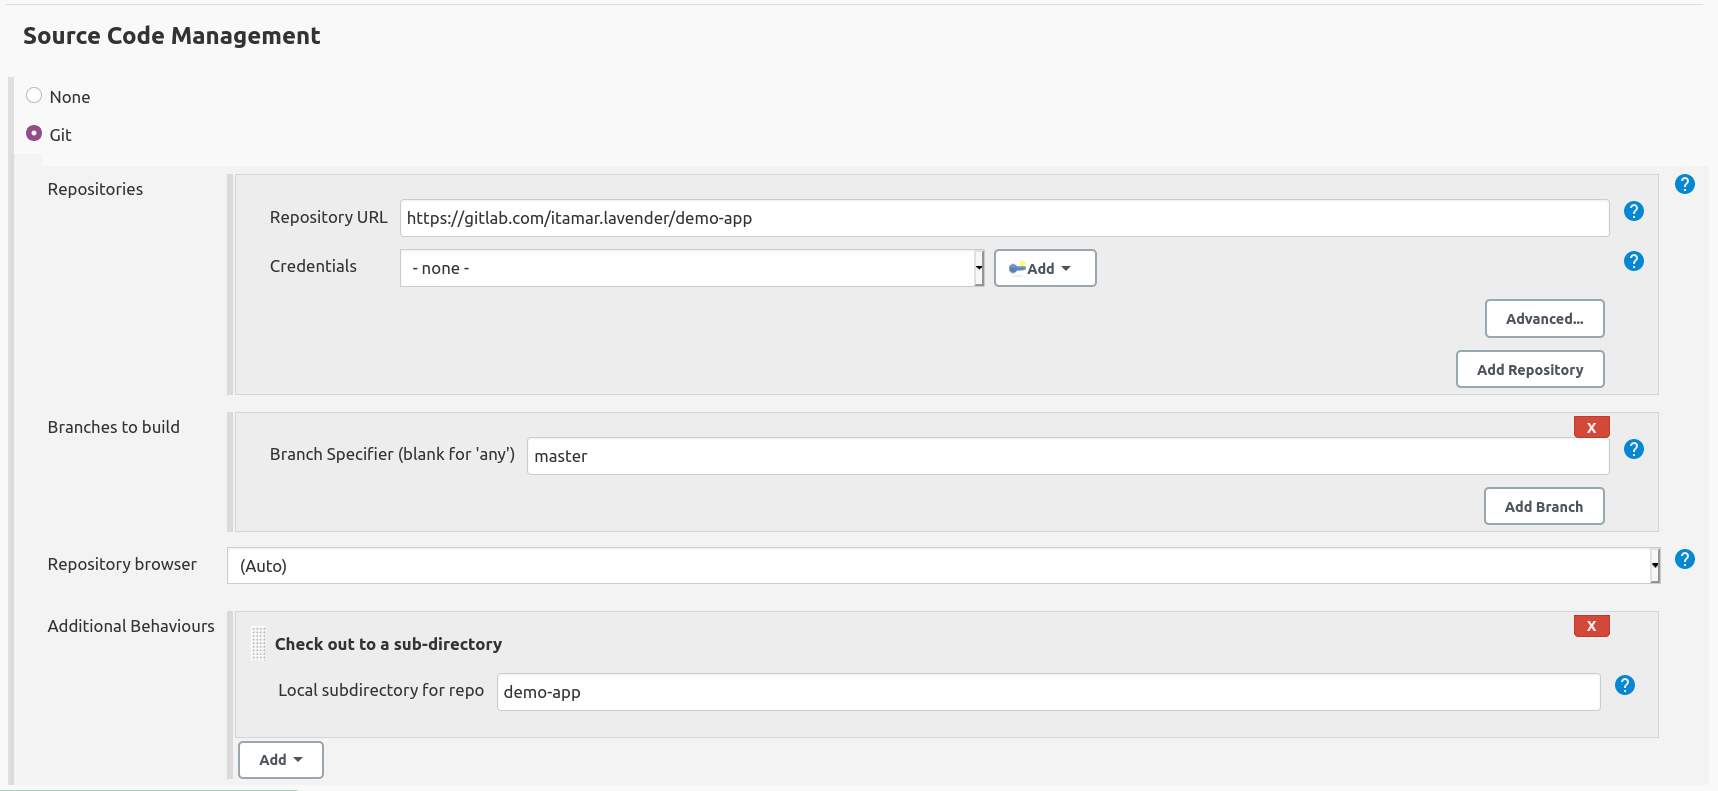 Source Code Management
None
Git
Repositories
?
Repository URL https://gitlab.com/itamar.lavender/demo-app ?
Credentials - none - Add ?
Advanced...
Add Repository
Branches to build
X
Branch Specifier (blank for 'any') master ?
Add Branch
Repository browser (Auto) ?
Additional Behaviours
X
Check out to a sub-directory
Local subdirectory for repo demo-app ?
Add